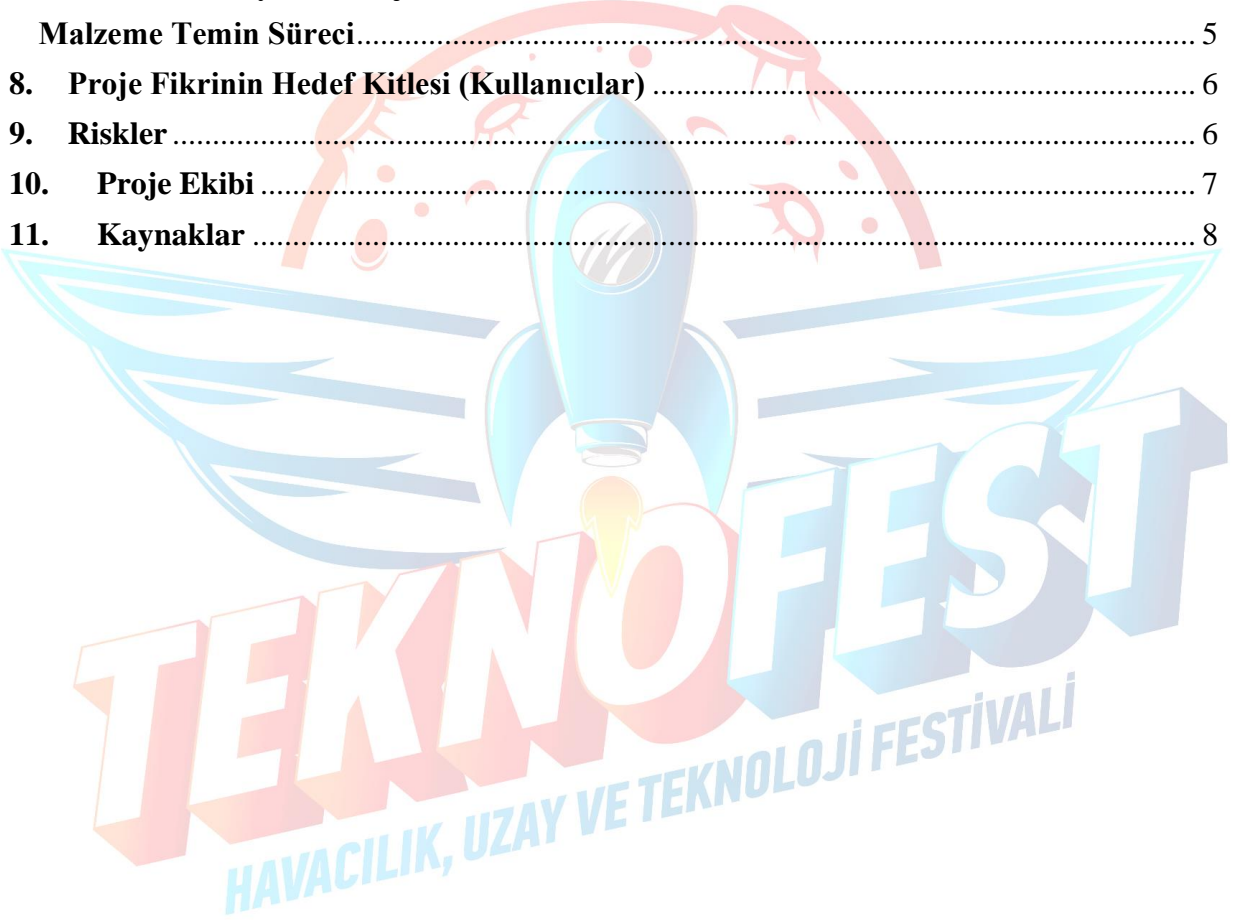 Malzeme Temin Süreci.......................................................................................................................... 5
8. Proje Fikrinin Hedef Kitlesi (Kullanıcılar) ............................................................................... 6
9. Riskler ..................................................................................................................................................... 6
10. Proje Ekibi ........................................................................................................................................ 7
11. Kaynaklar ......................................................................................................................................... 8
TEKNOFEST
HAVACILIK, UZAY VE TEKNOLOJİ FESTİVALİ